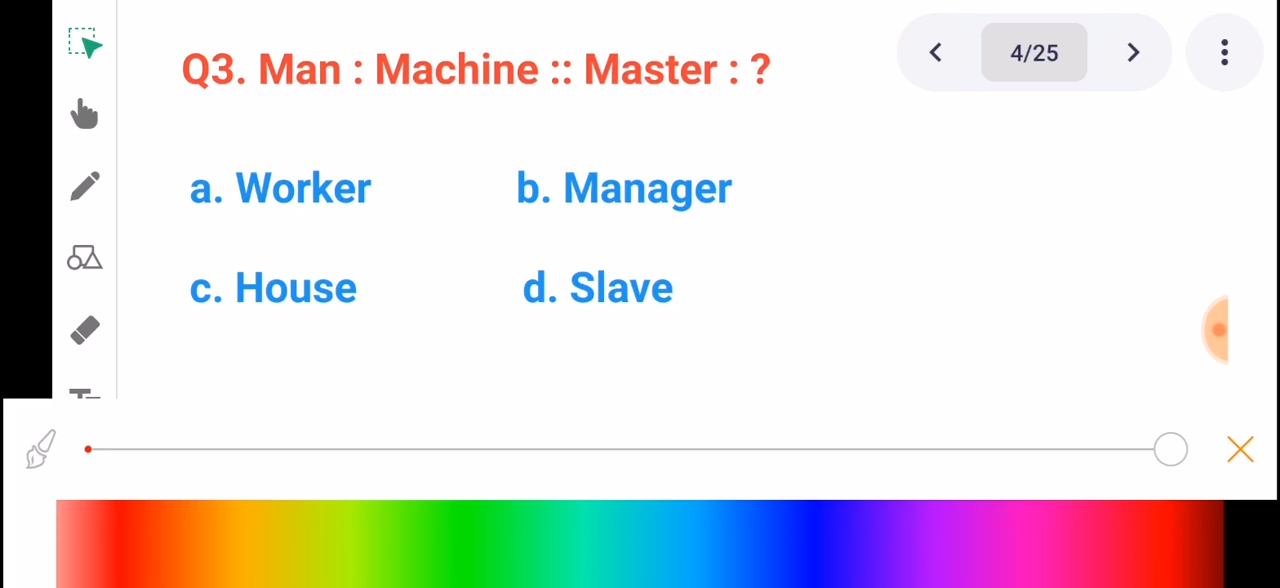 Q3. Man : Machine :: Master : ?
4/25
a. Worker
b. Manager
c. House
d. Slave